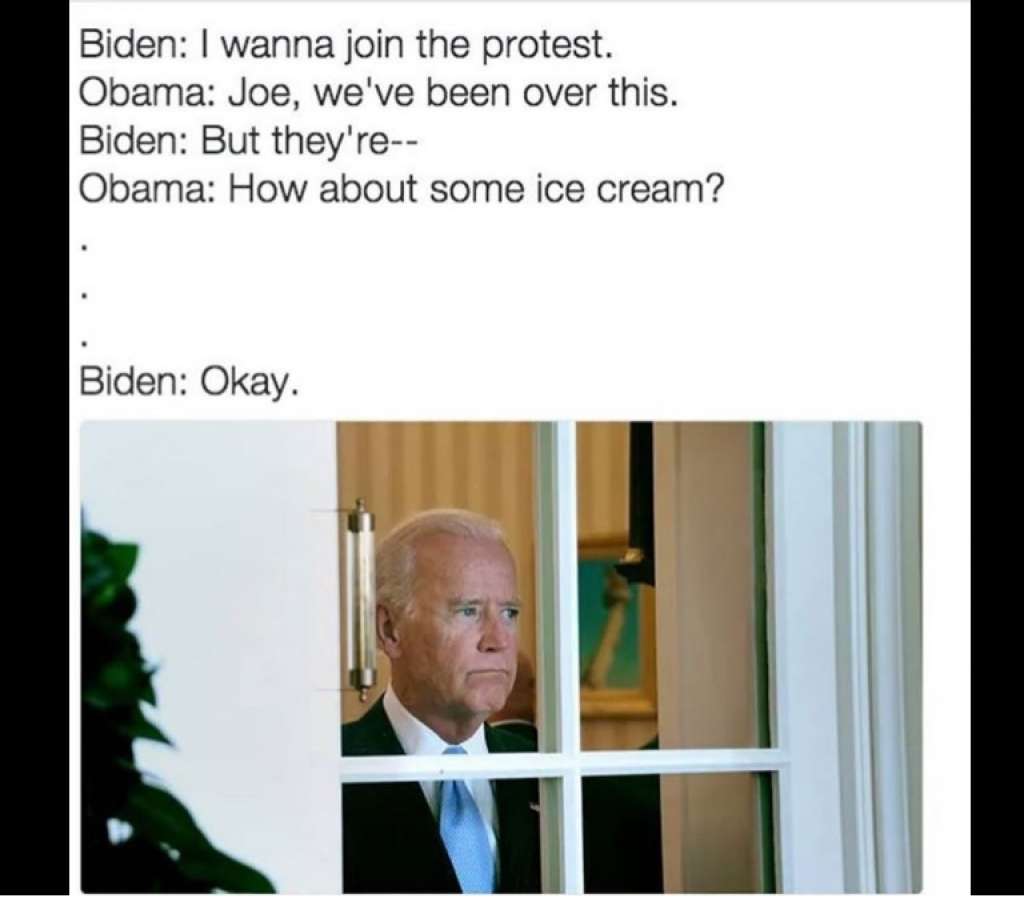 Biden: I wanna join the protest.
Obama: Joe, we've been over this.
Biden: But they're--
Obama: How about some ice cream?
.
.
.
Biden: Okay.